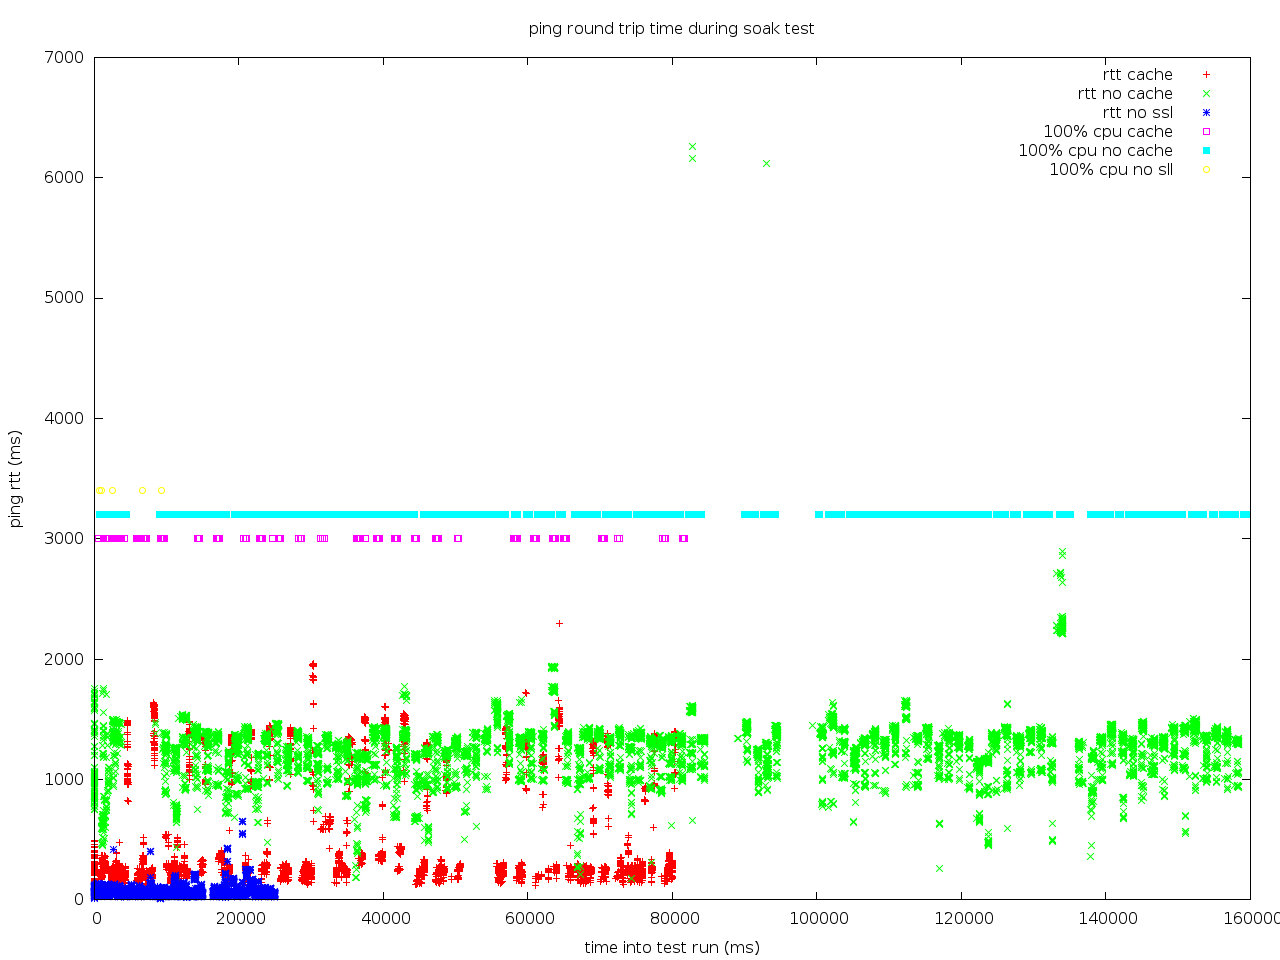 ping round trip time during soak test
7000
6000
5000
4000
3000
2000
1000
0
ping rtt (ms)
rtt cache
rtt no cache
rtt no ssl
100% cpu cache
100% cpu no cache
100% cpu no sll
0 20000 40000 60000 80000 100000 120000 140000 160000
time into test run (ms)